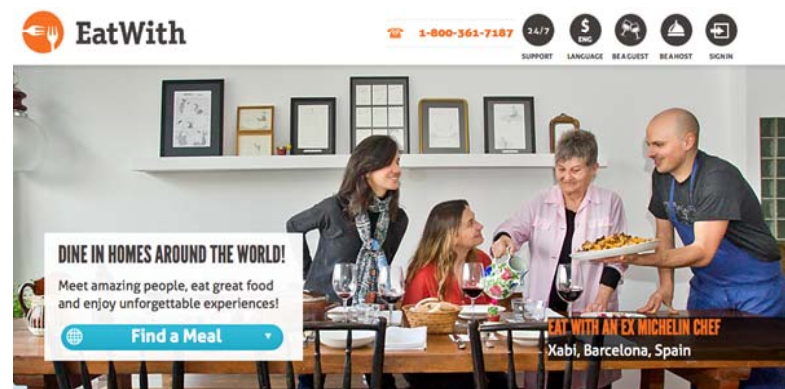 EatWith
1-800-361-7187
24/7
$
ENG
SUPPORT
LANGUAGE
BE A GUEST
BE A HOST
SIGN IN
DINE IN HOMES AROUND THE WORLD!
Meet amazing people, eat great food
and enjoy unforgettable experiences!
Find a Meal
EAT WITH AN EX MICHELIN CHEF
Xabi, Barcelona, Spain